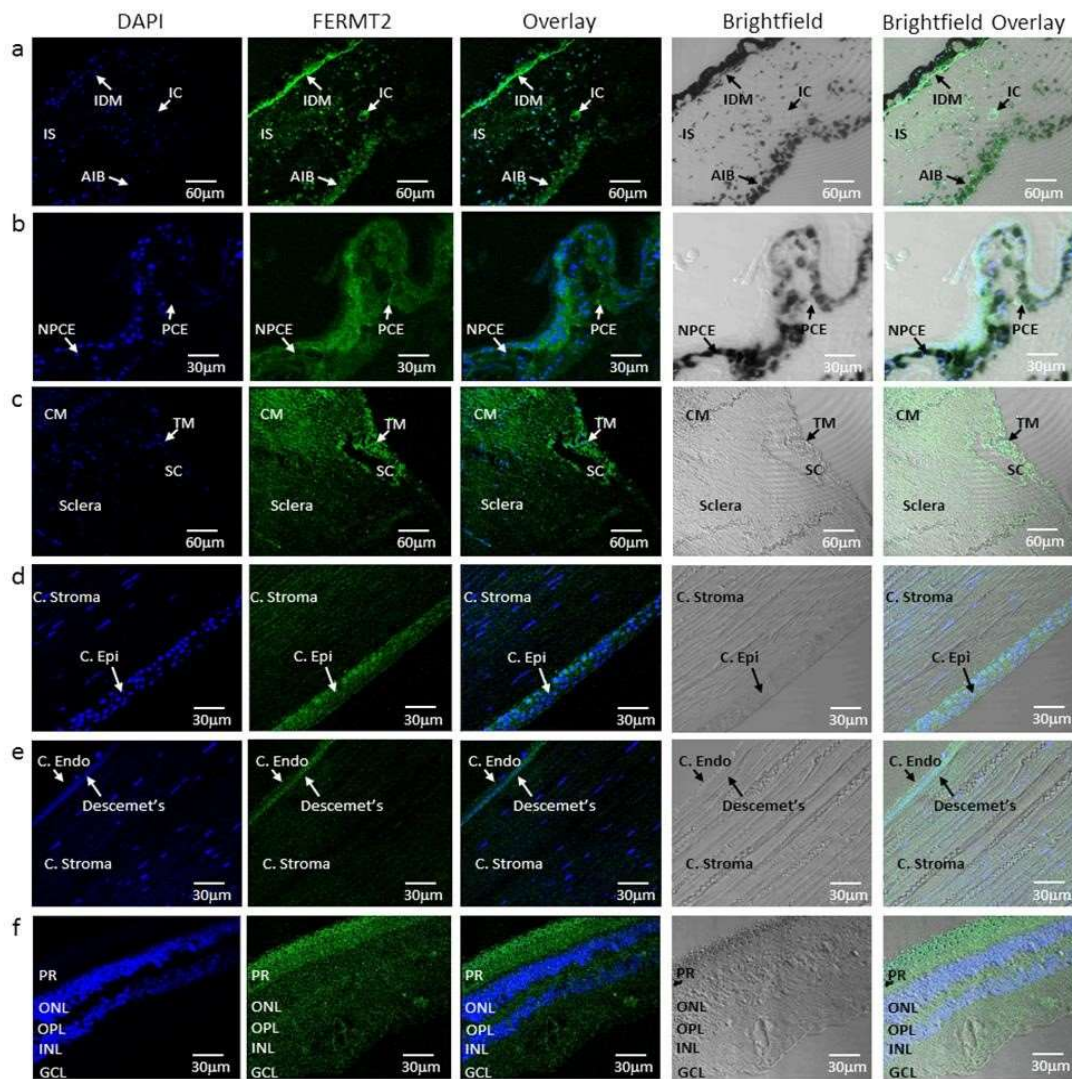 DAPI FERMT2 Overlay Brightfield Brightfield Overlay
a
IDM IC IS AIB 60µm
IDM IC IS AIB 60µm
IDM IC IS AIB 60µm
IDM IC IS AIB 60µm
IDM IC IS AIB 60µm
b
NPCE PCE 30µm
NPCE PCE 30µm
NPCE PCE 30µm
NPCE PCE 30µm
NPCE PCE 30µm
c
CM TM SC Sclera 60µm
CM TM SC Sclera 60µm
CM TM SC Sclera 60µm
CM TM SC Sclera 60µm
CM TM SC Sclera 60µm
d
C. Stroma C. Epi 30µm
C. Stroma C. Epi 30µm
C. Stroma C. Epi 30µm
C. Stroma C. Epi 30µm
C. Stroma C. Epi 30µm
e
C. Endo Descemet's C. Stroma 30µm
C. Endo Descemet's C. Stroma 30µm
C. Endo Descemet's C. Stroma 30µm
C. Endo Descemet's C. Stroma 30µm
C. Endo Descemet's C. Stroma 30µm
f
PR ONL OPL INL GCL 30µm
PR ONL OPL INL GCL 30µm
PR ONL OPL INL GCL 30µm
PR ONL OPL INL GCL 30µm
PR ONL OPL INL GCL 30µm